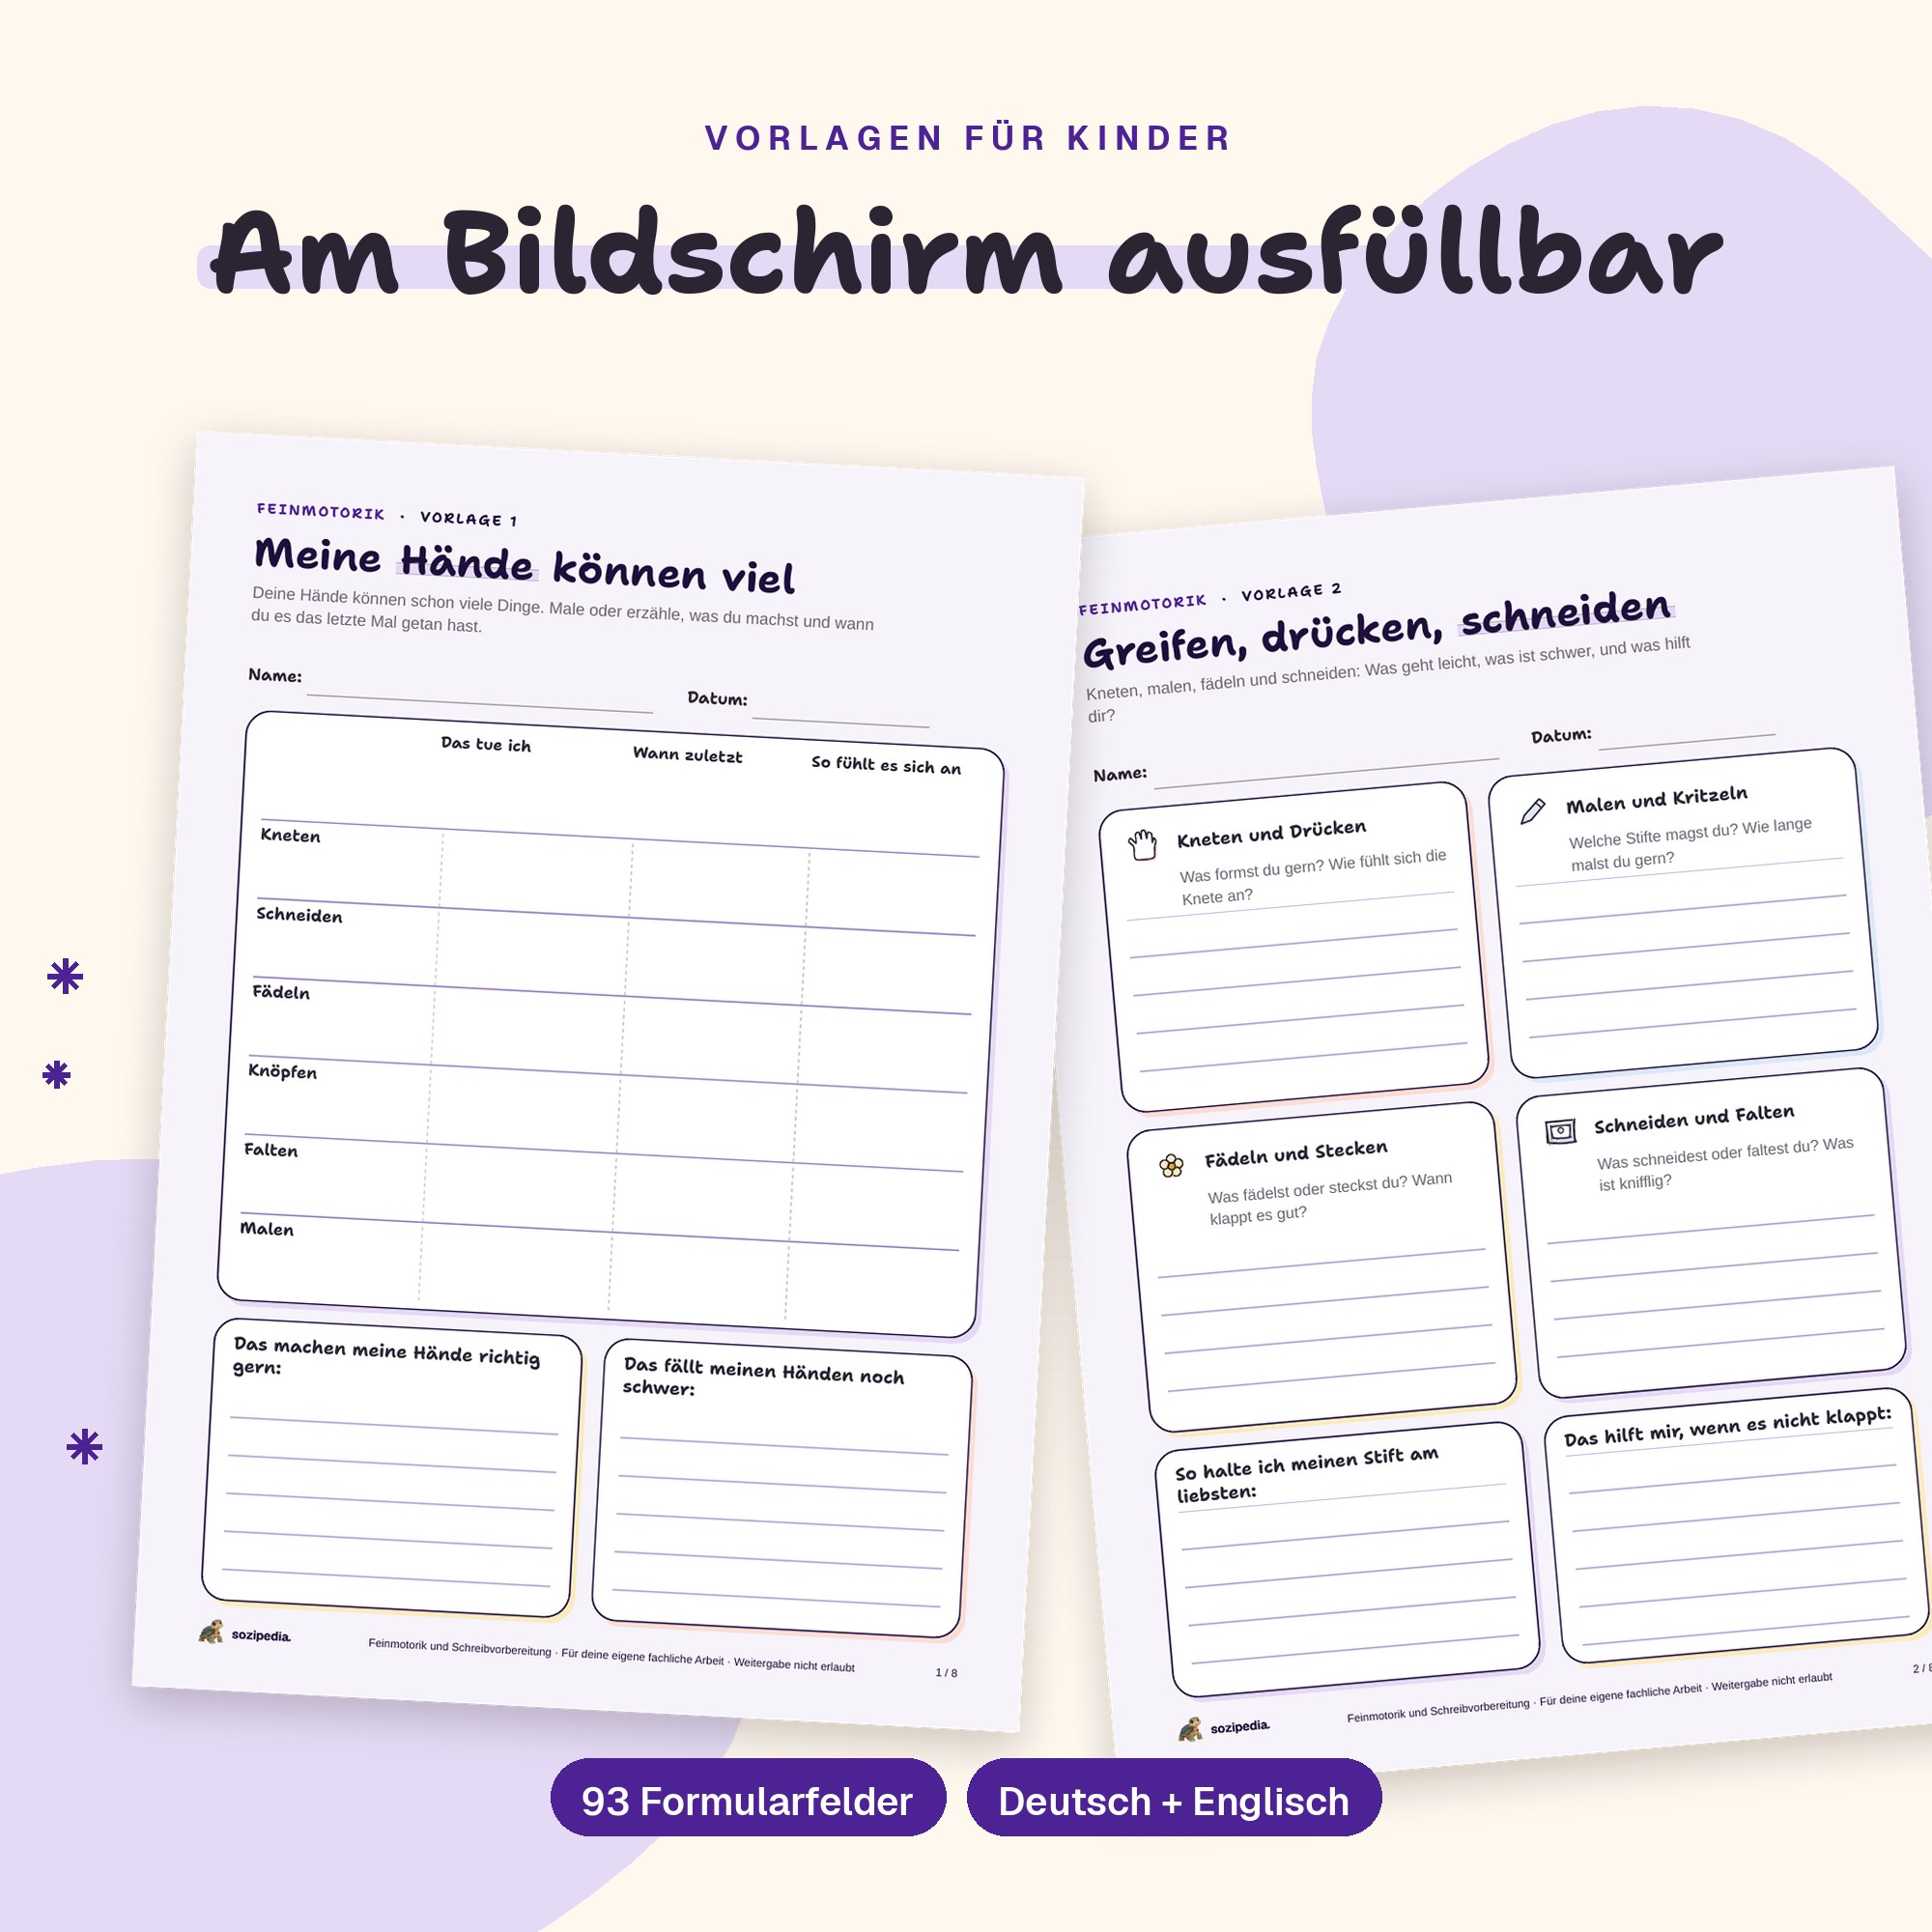 VORLAGEN FÜR KINDER
Am Bildschirm ausfüllbar
FEINMOTORIK · VORLAGE 1
Meine Hände können viel
Deine Hände können schon viele Dinge. Male oder erzähle, was du machst und wann
du es das letzte Mal getan hast.
Name:
Datum:
Das tue ich
Wann zuletzt
So fühlt es sich an
Kneten
Schneiden
Fädeln
Knöpfen
Falten
Malen
Das machen meine Hände richtig
gern:
Das fällt meinen Händen noch
schwer:
sozipedia.
Feinmotorik und Schreibvorbereitung · Für deine eigene fachliche Arbeit · Weitergabe nicht erlaubt
1 / 8
FEINMOTORIK · VORLAGE 2
Greifen, drücken, schneiden
Kneten, malen, fädeln und schneiden: Was geht leicht, was ist schwer, und was hilft
dir?
Name:
Datum:
Kneten und Drücken
Was formst du gern? Wie fühlt sich die
Knete an?
Malen und Kritzeln
Welche Stifte magst du? Wie lange
malst du gern?
Fädeln und Stecken
Was fädelst oder steckst du? Wann
klappt es gut?
Schneiden und Falten
Was schneidest oder faltest du? Was
ist knifflig?
So halte ich meinen Stift am
liebsten:
Das hilft mir, wenn es nicht klappt:
sozipedia.
Feinmotorik und Schreibvorbereitung · Für deine eigene fachliche Arbeit · Weitergabe nicht erlaubt
2 / 8
93 Formularfelder
Deutsch + Englisch